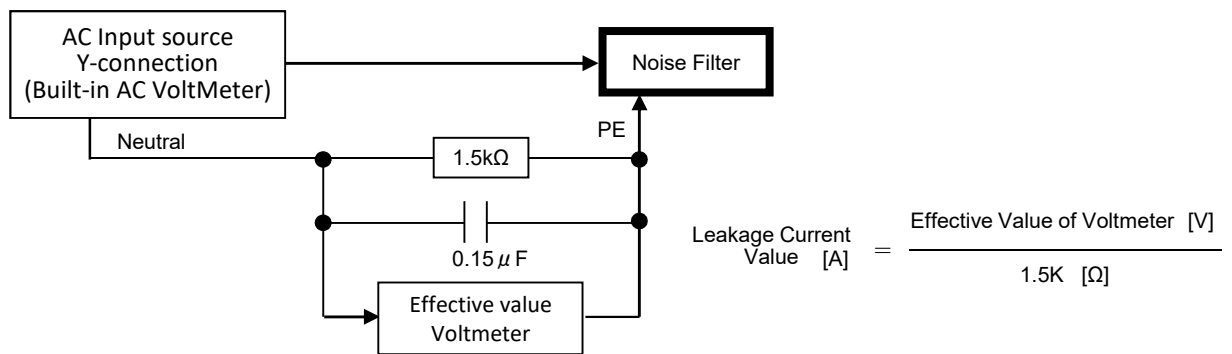 AC Input source
Y-connection
(Built-in AC VoltMeter)
Noise Filter
PE
Neutral
1.5kΩ
0.15μF
Effective value
Voltmeter
Leakage Current
Value [A]
=
Effective Value of Voltmeter [V]
1.5K [Ω]